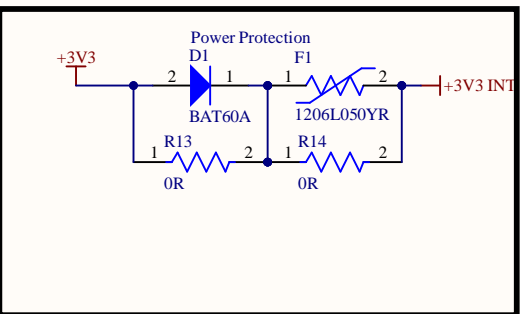 Power Protection
+3V3 D1 F1
2 1 1 2
+3V3 INT
BAT60A 1206L050YR
R13 R14
1 2 1 2
0R 0R